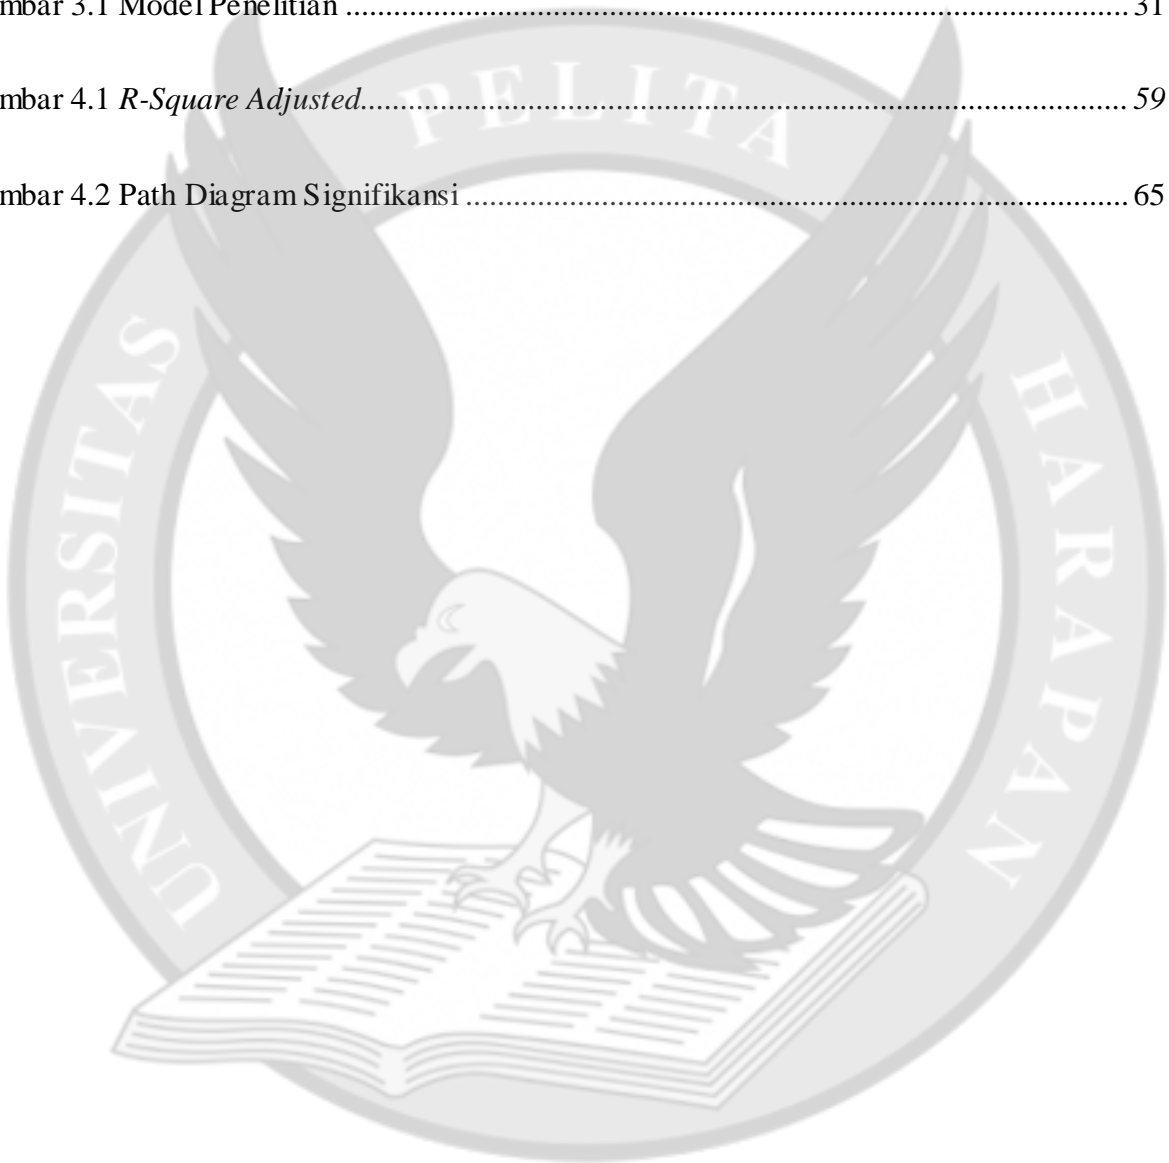 mbar 3.1 Model Penelitian ........................................................................................................ 31
mbar 4.1 R-Square Adjusted...................................................................................................... 59
mbar 4.2 Path Diagram Signifikansi ........................................................................................ 65
UNIVERSITAS PELITA HARAPAN